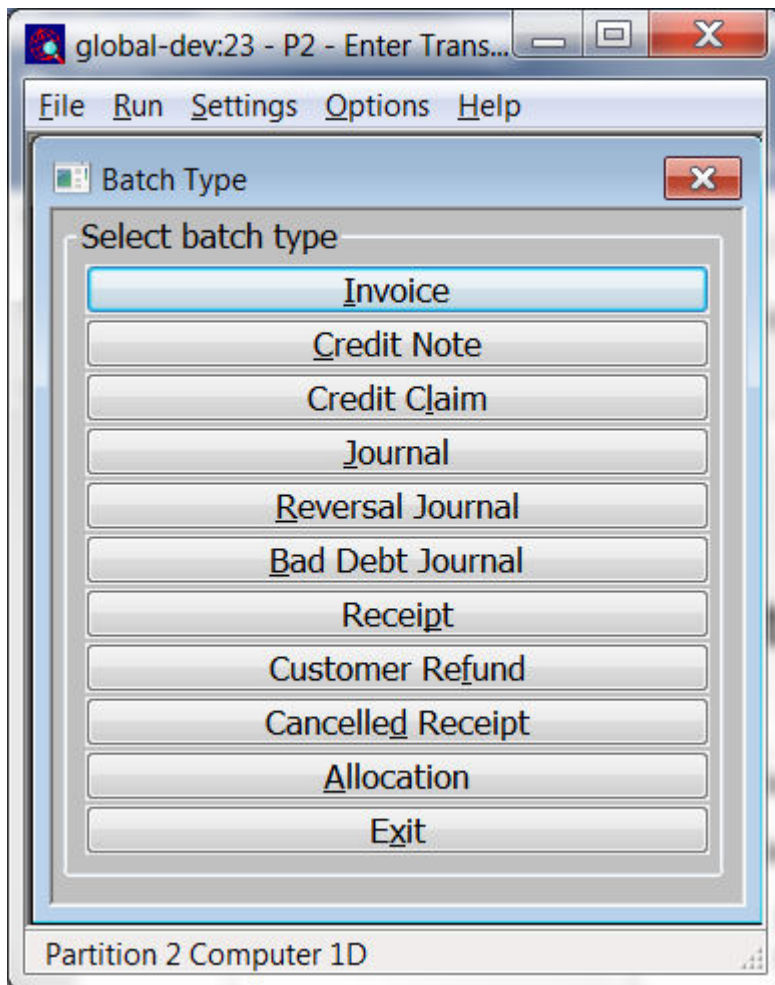 global-dev:23 - P2 - Enter Trans...
File Run Settings Options Help
Batch Type
Select batch type
Invoice
Credit Note
Credit Claim
Journal
Reversal Journal
Bad Debt Journal
Receipt
Customer Refund
Cancelled Receipt
Allocation
Exit
Partition 2 Computer 1D